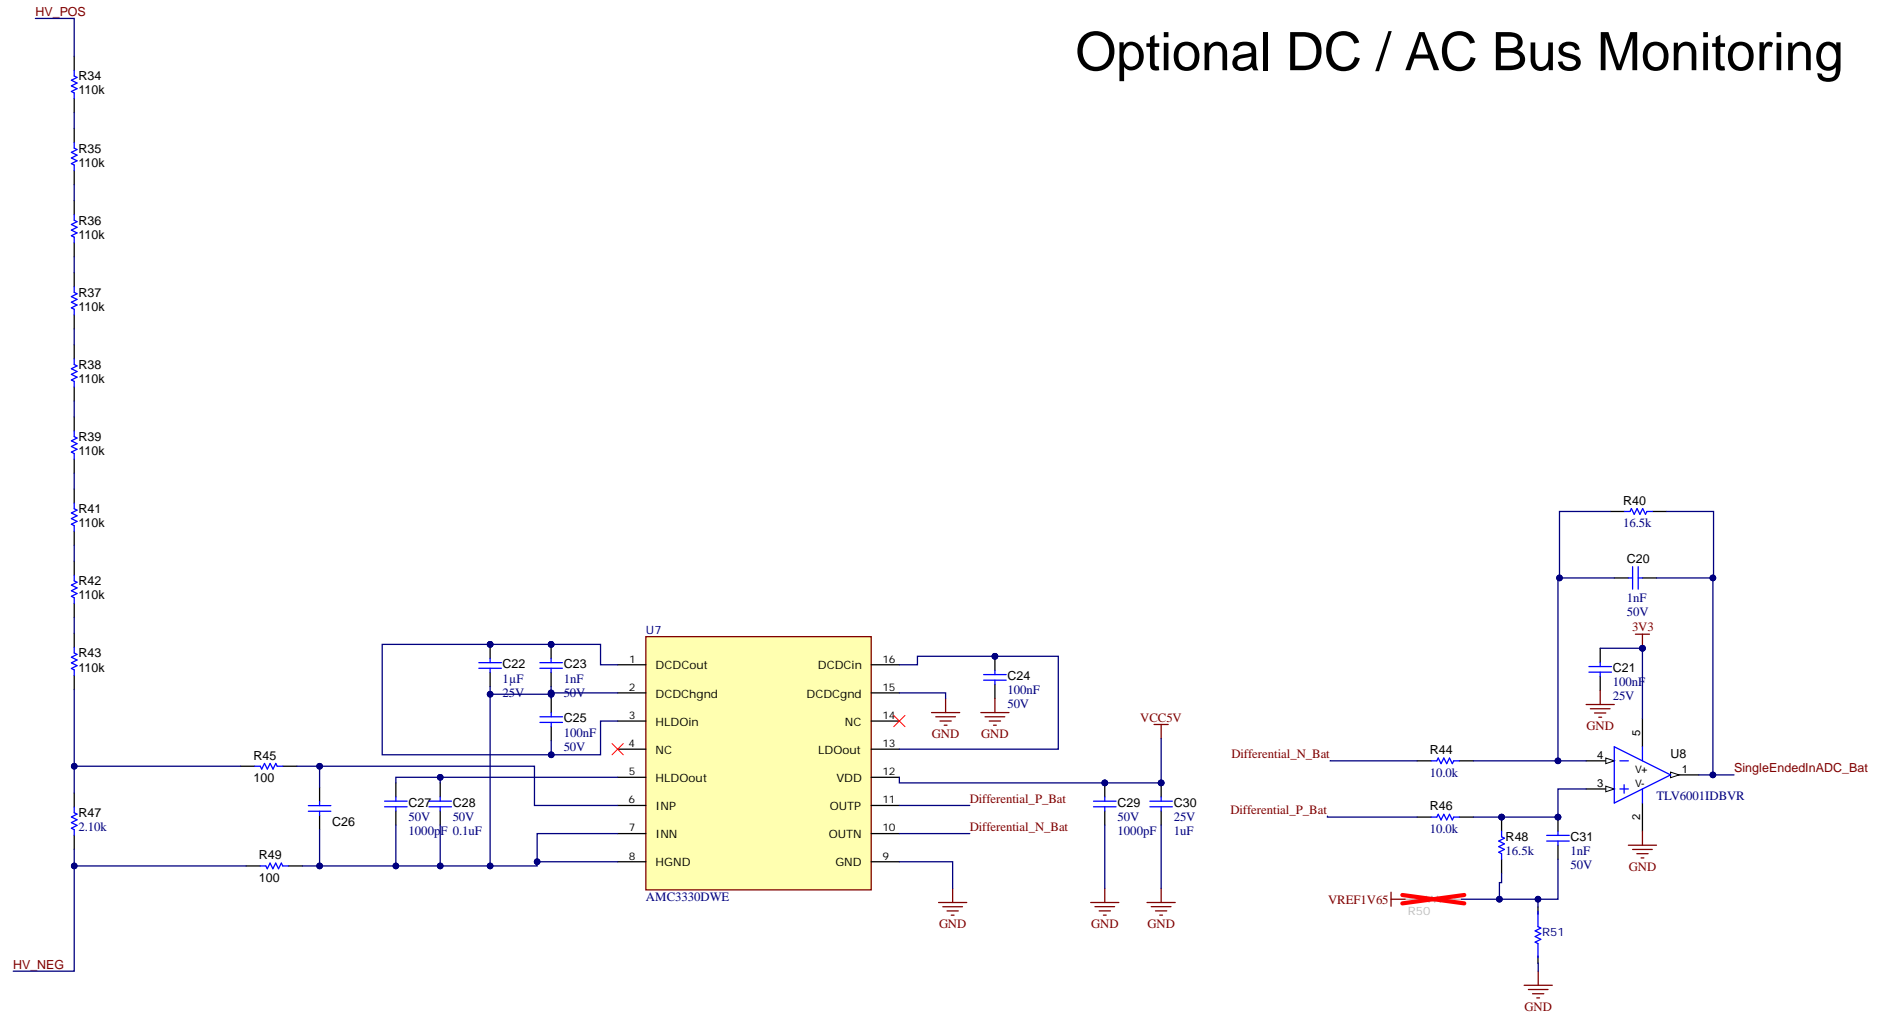 HV_POS
Optional DC / AC Bus Monitoring
R34
110k
R35
110k
R36
110k
R37
110k
R38
110k
R39
110k
R41
110k
R42
110k
R43
110k
R45
100
R47
2.10k
R49
100
HV_NEG
C26
C22
1µF
25V
C23
1nF
50V
C25
100nF
50V
C27
50V
1000pF
C28
50V
0.1uF
U7
1 DCDCout
2 DCDChgnd
3 HLDOin
4 NC
5 HLDOout
6 INP
7 INN
8 HGND
DCDCin 16
DCDCgnd 15
NC 14
LDOout 13
VDD 12
OUTP 11
OUTN 10
GND 9
AMC3330DWE
GND
GND
C24
100nF
50V
GND
VCC5V
Differential_P_Bat
Differential_N_Bat
C29
50V
1000pF
C30
25V
1uF
GND
GND
R40
16.5k
C20
1nF
50V
3V3
C21
100nF
25V
GND
Differential_N_Bat
R44
10.0k
Differential_P_Bat
R46
10.0k
R48
16.5k
C31
1nF
50V
4
3
5
2
1
V+
V-
U8
TLV6001IDBVR
SingleEndedInADC_Bat
GND
VREF1V65
R50
R51
GND